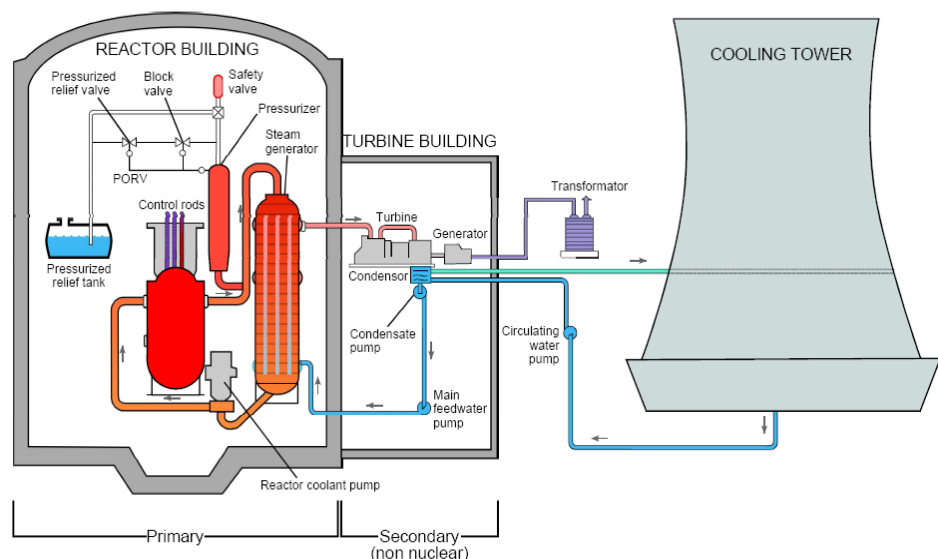 REACTOR BUILDING
COOLING TOWER
Pressurized
relief valve
Block
valve
Safety
valve
Pressurizer
Steam
generator
PORV
Control rods
Pressurized
relief tank
Reactor coolant pump
TURBINE BUILDING
Turbine
Generator
Transformator
Condensor
Condensate
pump
Main
feedwater
pump
Circulating
water
pump
Primary
Secondary
(non nuclear)